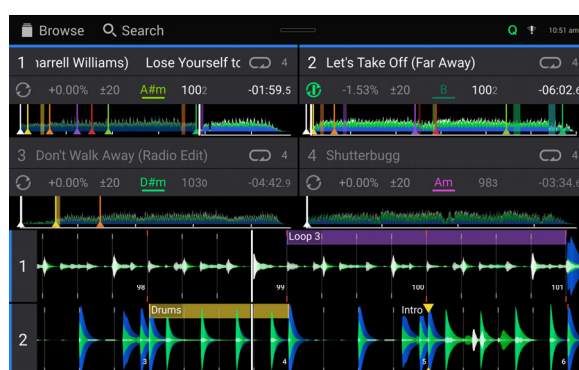 Browse Search Q 10:51 am
1 harrell Williams) Lose Yourself to 4
+0.00% ±20 A#m 1002 -01:59.5
2 Let's Take Off (Far Away) 4
-1.53% ±20 B 1002 -06:02.6
3 Don't Walk Away (Radio Edit) 4
+0.00% ±20 D#m 1030 -04:42.9
4 Shutterbugg 4
+0.00% ±20 Am 983 -03:34.
Loop 3
1
98 99 100 101
Drums Intro
2
3 4 5 6